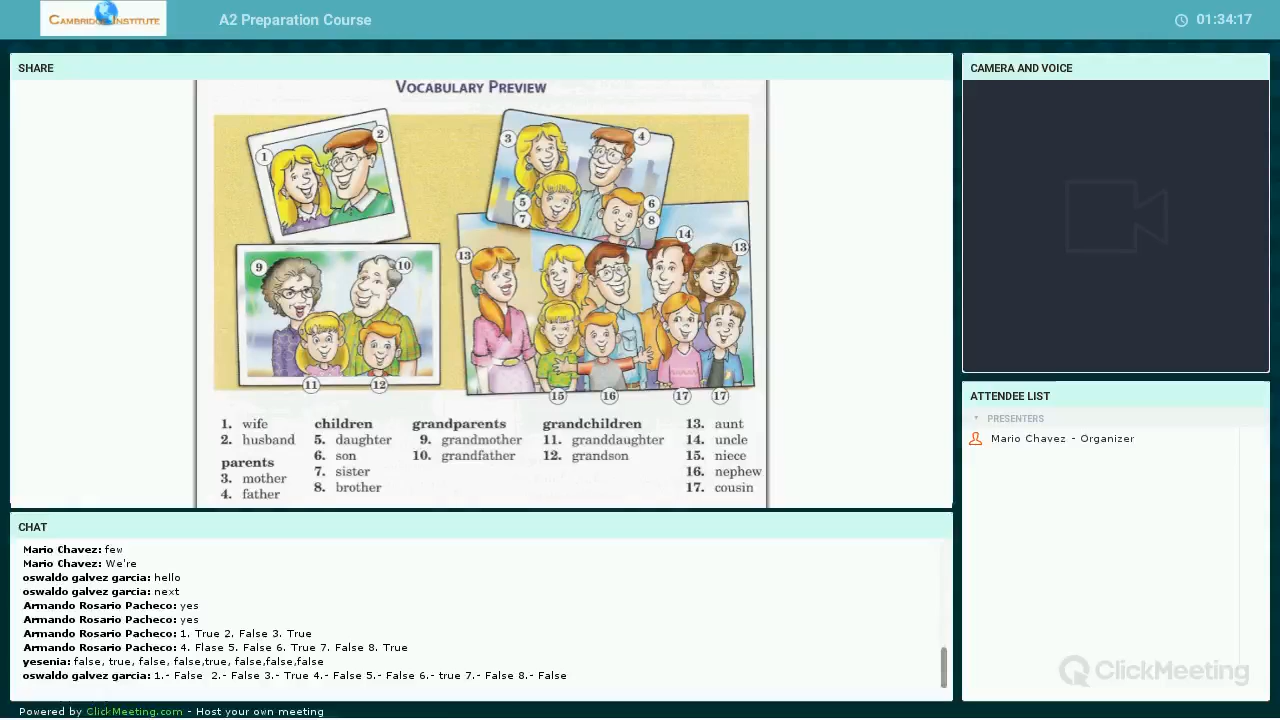 CAMBRIDGE INSTITUTE
A2 Preparation Course
01:34:17
SHARE
VOCABULARY PREVIEW
1
2
3
4
5
6
7
8
9
10
11
12
13
14
13
15
16
17
17
1. wife
2. husband
parents
3. mother
4. father
children
5. daughter
6. son
7. sister
8. brother
grandparents
9. grandmother
10. grandfather
grandchildren
11. granddaughter
12. grandson
13. aunt
14. uncle
15. niece
16. nephew
17. cousin
CAMERA AND VOICE
ATTENDEE LIST
PRESENTERS
Mario Chavez - Organizer
CHAT
Mario Chavez: few
Mario Chavez: We're
oswaldo galvez garcia: hello
oswaldo galvez garcia: next
Armando Rosario Pacheco: yes
Armando Rosario Pacheco: yes
Armando Rosario Pacheco: 1. True 2. False 3. True
Armando Rosario Pacheco: 4. Flase 5. False 6. True 7. False 8. True
yesenia: false, true, false, false,true, false,false,false
oswaldo galvez garcia: 1.- False 2.- False 3.- True 4.- False 5.- False 6.- true 7.- False 8.- False
ClickMeeting
Powered by ClickMeeting.com - Host your own meeting